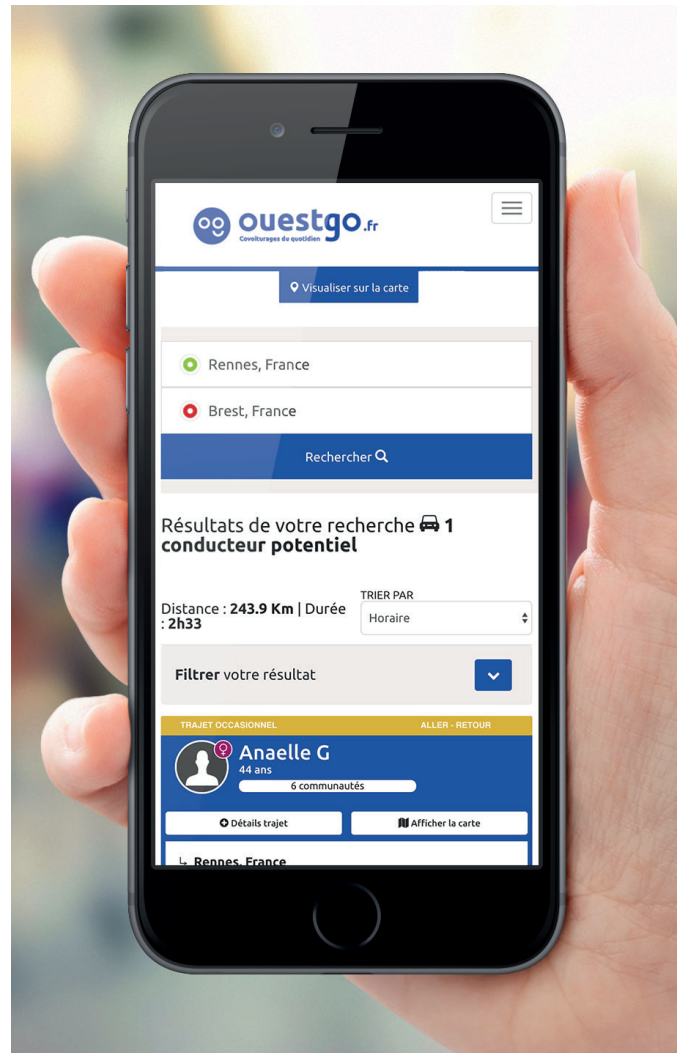 og ouestgo.fr
Covoiturages du quotidien
Visualiser sur la carte
Rennes, France
Brest, France
Rechercher
Résultats de votre recherche 1
conducteur potentiel
TRIER PAR
Distance : 243.9 Km | Durée
: 2h33
Horaire
Filtrer votre résultat
TRAJET OCCASIONNEL ALLER - RETOUR
Anaelle G
44 ans
6 communautés
Détails trajet Afficher la carte
Rennes, France